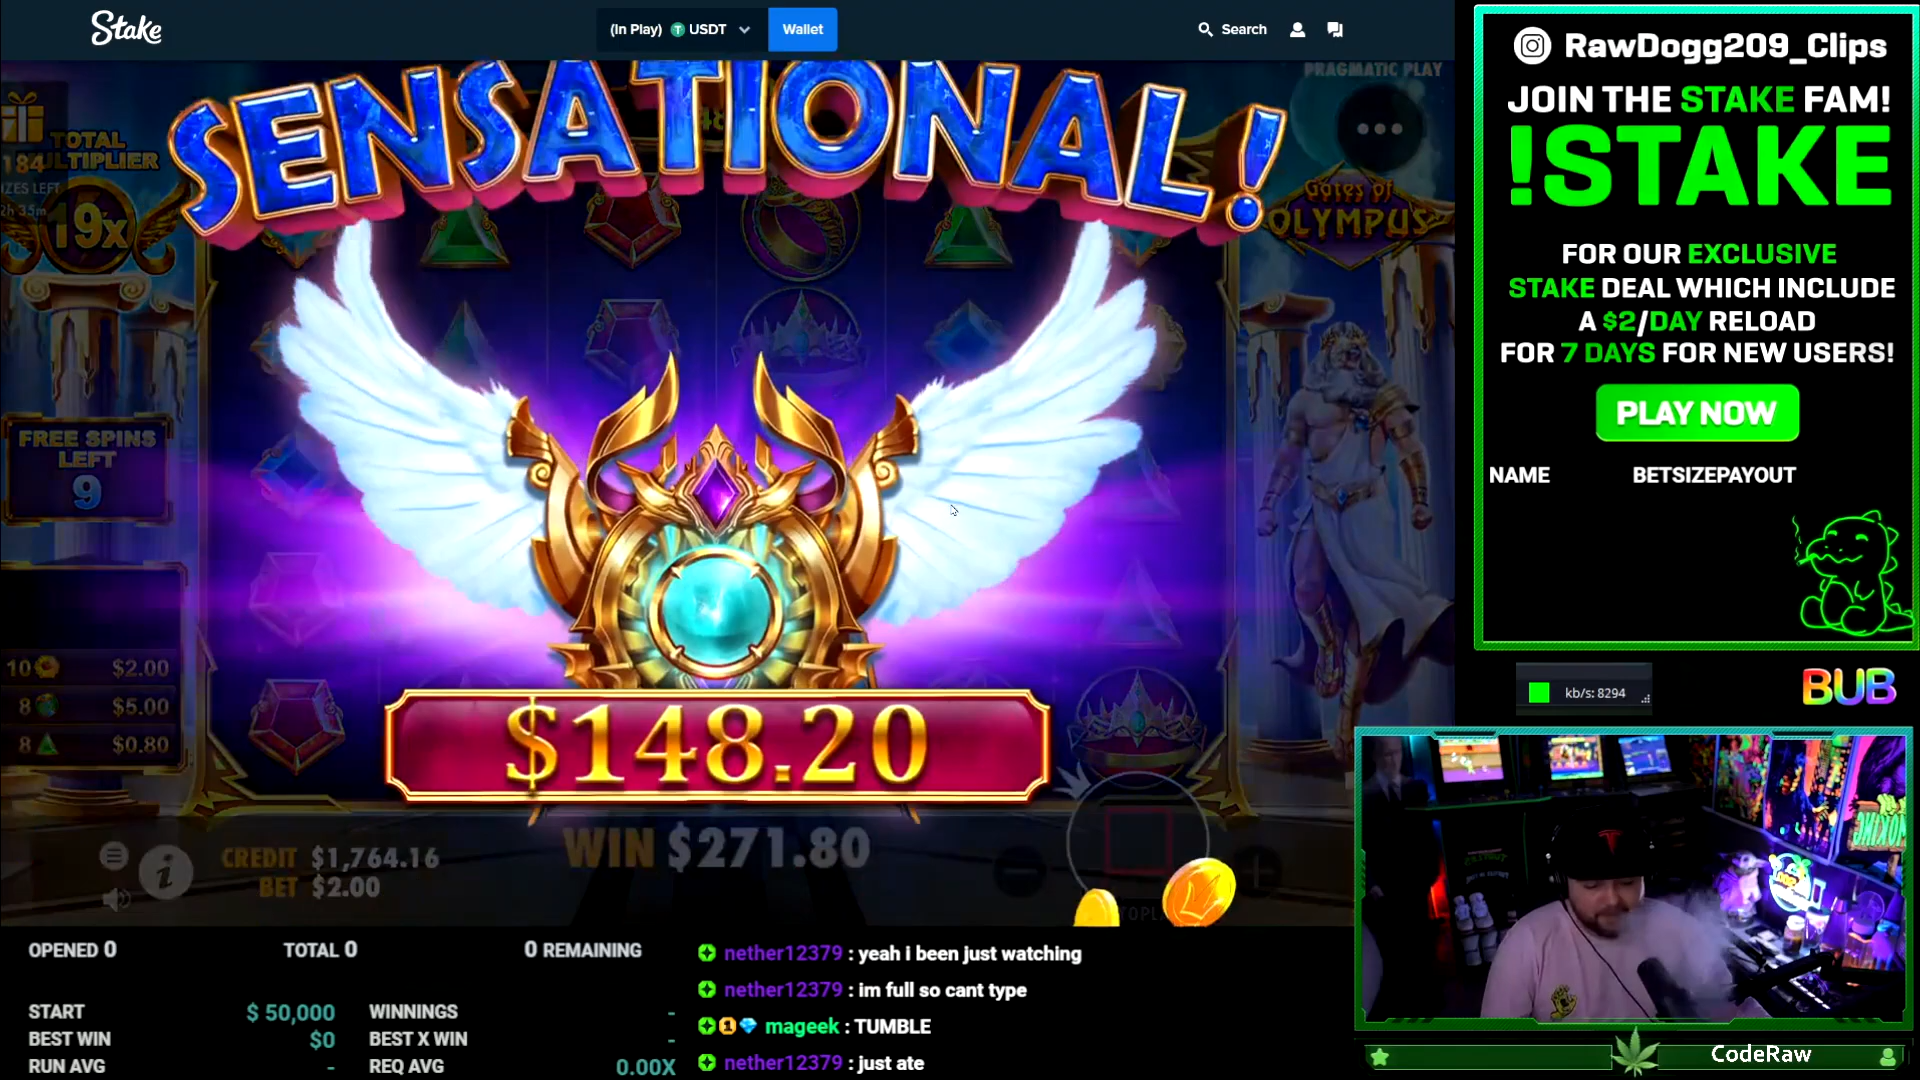 Stake
(In Play) USDT
Wallet
Search
PRAGMATIC PLAY
SENSATIONAL!
184
TOTAL
MULTIPLIER
2h 35m
19x
Gates of
OLYMPUS
FREE SPINS
LEFT
9
10 $2.00
8 $5.00
8 $0.80
$148.20
CREDIT $1,764.16
BET $2.00
WIN $271.80
OPENED 0
TOTAL 0
0 REMAINING
START $ 50,000
WINNINGS -
BEST WIN $0
BEST X WIN -
RUN AVG -
REQ AVG 0.00X
nether12379 : yeah i been just watching
nether12379 : im full so cant type
1 mageek : TUMBLE
nether12379 : just ate
RawDogg209_Clips
JOIN THE STAKE FAM!
!STAKE
FOR OUR EXCLUSIVE
STAKE DEAL WHICH INCLUDE
A $2/DAY RELOAD
FOR 7 DAYS FOR NEW USERS!
PLAY NOW
NAME BETSIZEPAYOUT
kb/s: 8294
BUB
CodeRaw